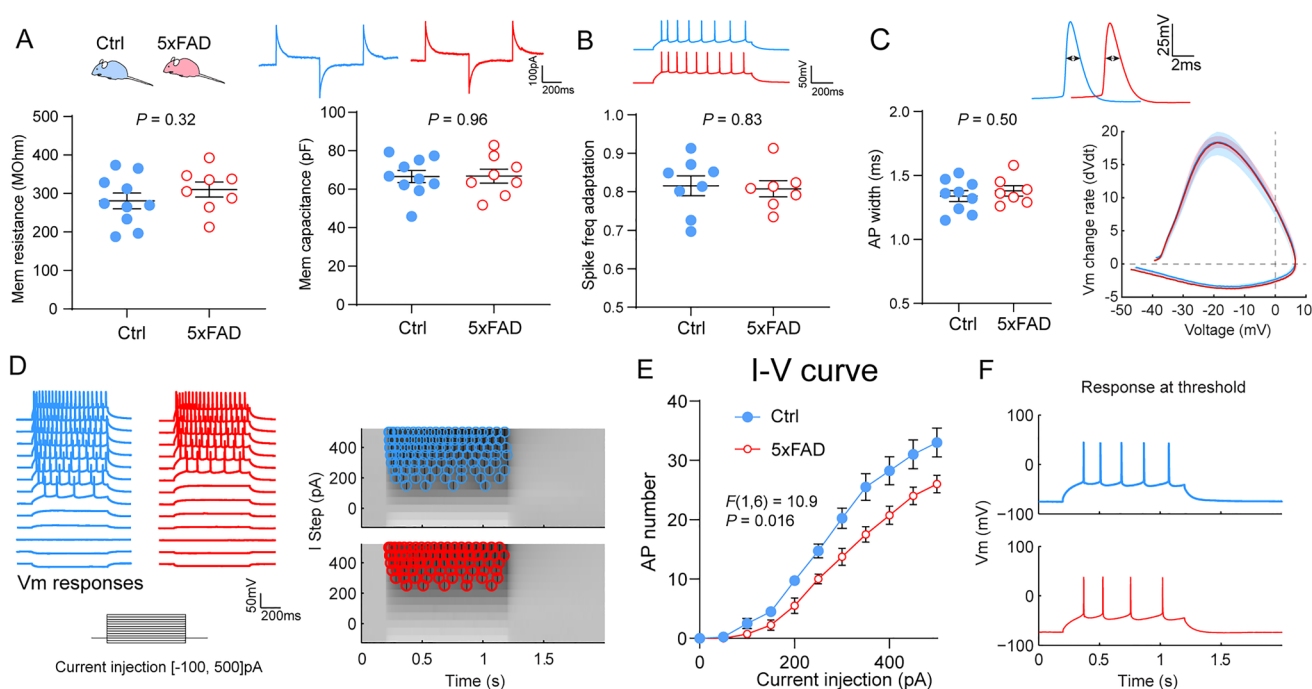 A
Ctrl
5xFAD
100pA
200ms
P = 0.32
Mem resistance (MOhm)
500
400
300
200
100
0
Ctrl
5xFAD
P = 0.96
Mem capacitance (pF)
100
80
60
40
20
0
Ctrl
5xFAD
B
50mV
200ms
P = 0.83
Spike freq adaptation
1.0
0.9
0.8
0.7
0.6
0.5
Ctrl
5xFAD
C
25mV
2ms
P = 0.50
AP width (ms)
2.0
1.5
1.0
0.5
Ctrl
5xFAD
Vm change rate (dV/dt)
20
15
10
5
0
-5
-50
-40
-30
-20
-10
0
10
Voltage (mV)
D
Vm responses
50mV
200ms
Current injection [-100, 500]pA
I Step (pA)
400
200
0
400
200
0
0
0.5
1
1.5
Time (s)
E
I-V curve
Ctrl
5xFAD
F(1,6) = 10.9
P = 0.016
AP number
40
30
20
10
0
0
200
400
Current injection (pA)
F
Response at threshold
Vm (mV)
100
0
−100
100
0
−100
0
0.5
1
1.5
Time (s)